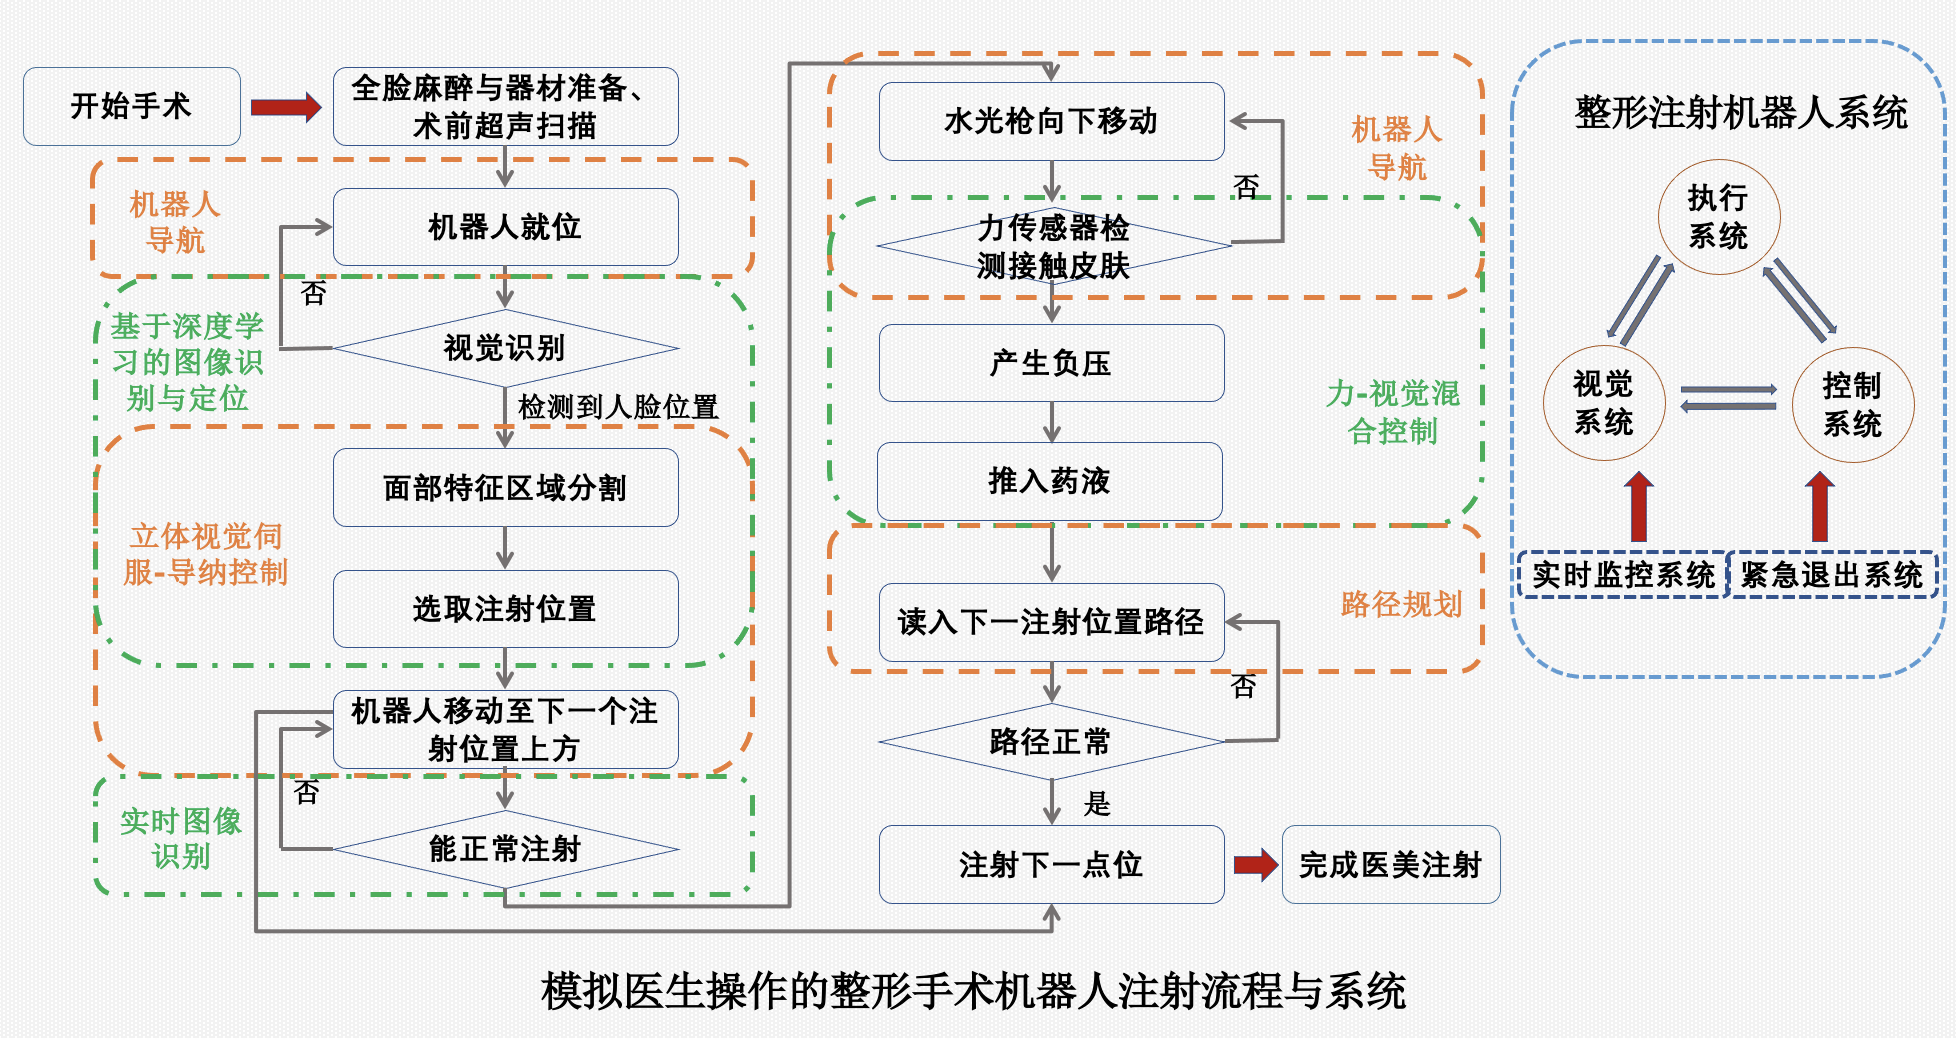 开始手术
全脸麻醉与器材准备、
术前超声扫描
机器人
导航
机器人就位
否
基于深度学
习的图像识
别与定位
视觉识别
检测到人脸位置
面部特征区域分割
立体视觉伺
服-导纳控制
选取注射位置
机器人移动至下一个注
射位置上方
否
实时图像
识别
能正常注射
水光枪向下移动
机器人
导航
否
力传感器检
测接触皮肤
产生负压
力-视觉混
合控制
推入药液
读入下一注射位置路径
路径规划
否
路径正常
是
注射下一点位
完成医美注射
整形注射机器人系统
执行
系统
视觉
系统
控制
系统
实时监控系统
紧急退出系统
模拟医生操作的整形手术机器人注射流程与系统